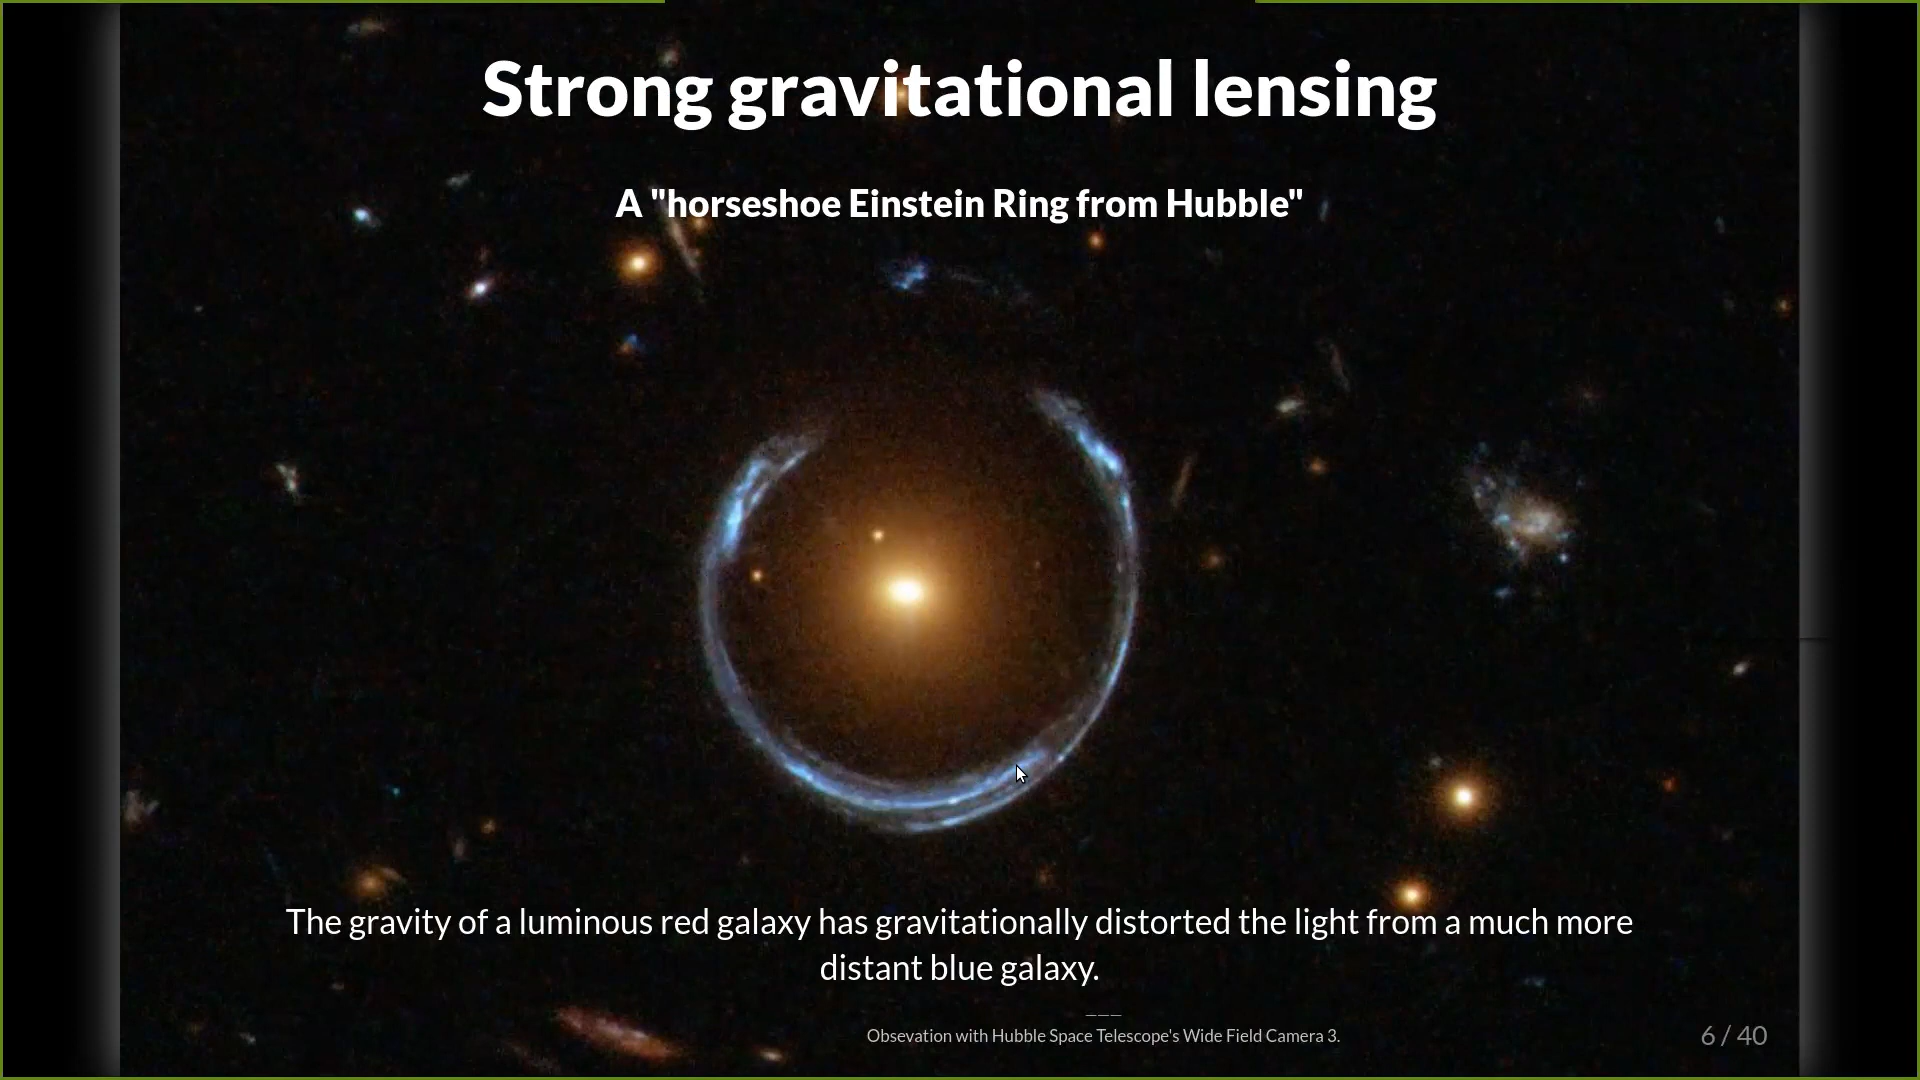 Strong gravitational lensing
A "horseshoe Einstein Ring from Hubble"
The gravity of a luminous red galaxy has gravitationally distorted the light from a much more
distant blue galaxy.
Obsevation with Hubble Space Telescope's Wide Field Camera 3.
6 / 40